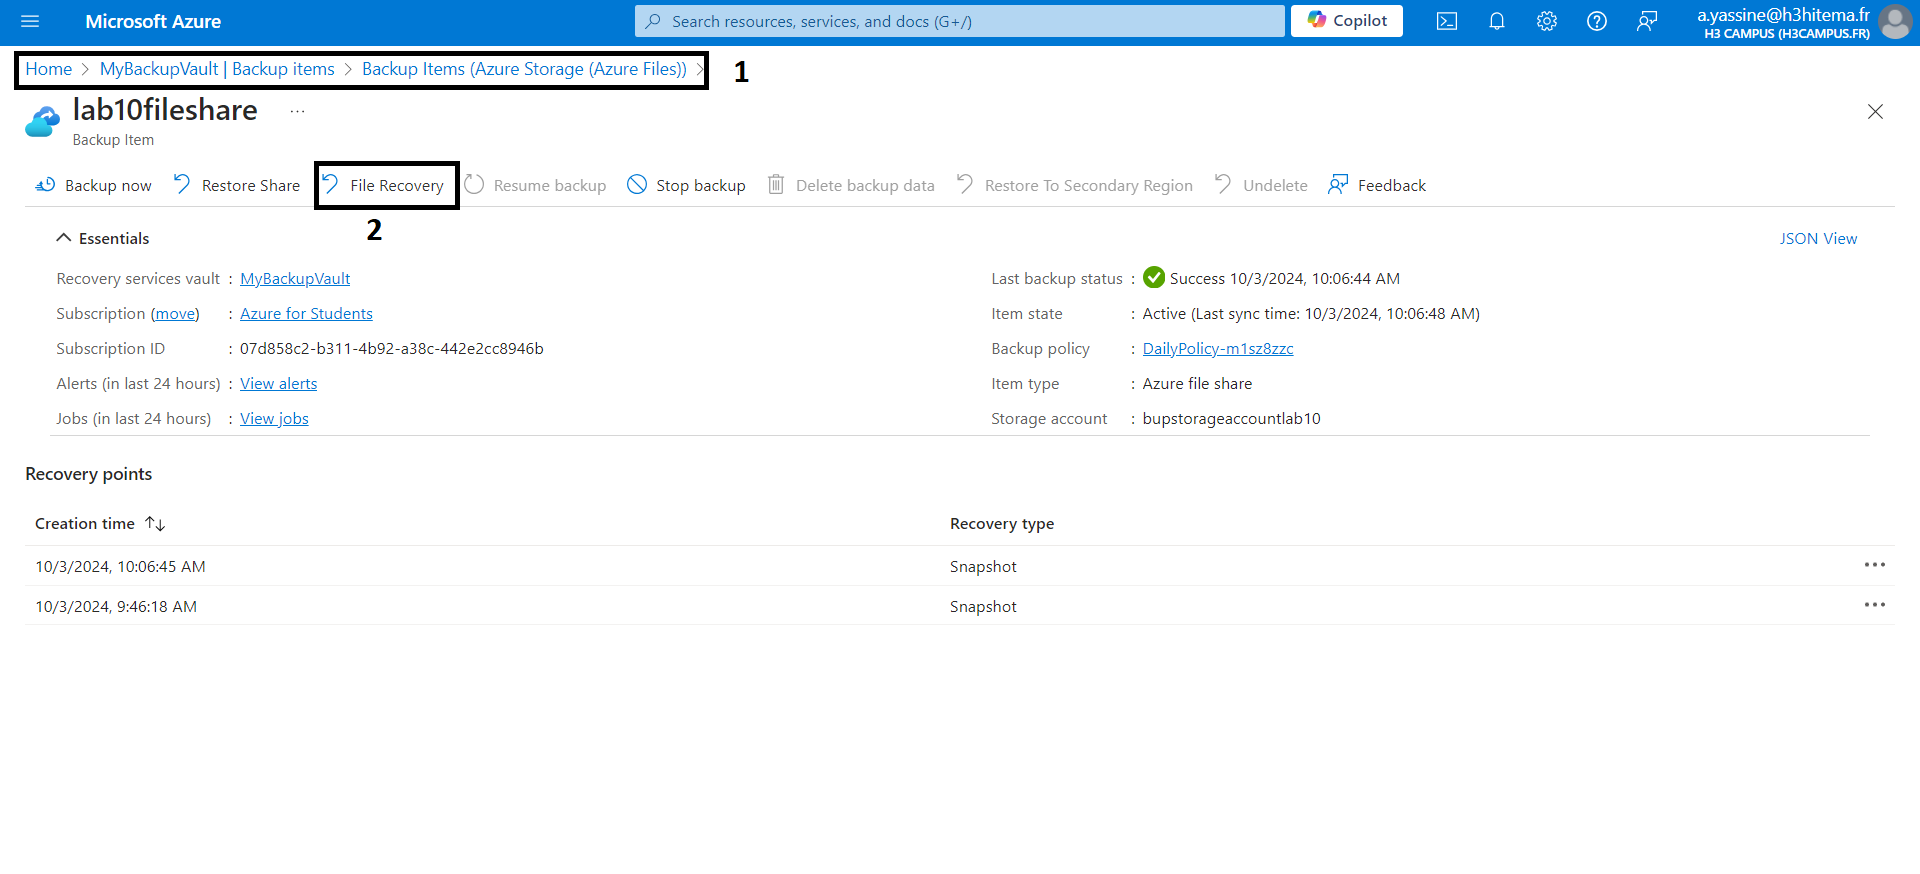 Microsoft Azure
Search resources, services, and docs (G+/)
Copilot
a.yassine@h3hitema.fr
H3 CAMPUS (H3CAMPUS.FR)
Home > MyBackupVault | Backup items > Backup Items (Azure Storage (Azure Files)) >
1
lab10fileshare ...
Backup Item
Backup now Restore Share File Recovery Resume backup Stop backup Delete backup data Restore To Secondary Region Undelete Feedback
2
Essentials
JSON View
Recovery services vault : MyBackupVault
Subscription (move) : Azure for Students
Subscription ID : 07d858c2-b311-4b92-a38c-442e2cc8946b
Alerts (in last 24 hours) : View alerts
Jobs (in last 24 hours) : View jobs
Last backup status : Success 10/3/2024, 10:06:44 AM
Item state : Active (Last sync time: 10/3/2024, 10:06:48 AM)
Backup policy : DailyPolicy-m1sz8zzc
Item type : Azure file share
Storage account : bupstorageaccountlab10
Recovery points
Creation time Recovery type
10/3/2024, 10:06:45 AM Snapshot
10/3/2024, 9:46:18 AM Snapshot